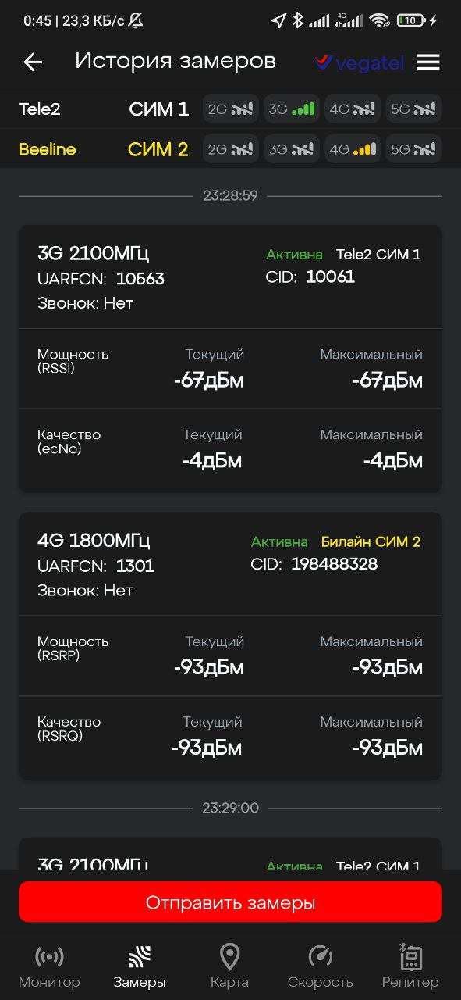 0:45 | 23,3 КБ/с 4G 10
История замеров vegatel
Tele2 СИМ 1 2G 3G 4G 5G
Beeline СИМ 2 2G 3G 4G 5G
23:28:59
3G 2100МГц Активна Tele2 СИМ 1
UARFCN: 10563 CID: 10061
Звонок: Нет
Мощность Текущий Максимальный
(RSSI) -67дБм -67дБм
Качество Текущий Максимальный
(ecNo) -4дБм -4дБм
4G 1800МГц Активна Билайн СИМ 2
UARFCN: 1301 CID: 198488328
Звонок: Нет
Мощность Текущий Максимальный
(RSRP) -93дБм -93дБм
Качество Текущий Максимальный
(RSRQ) -93дБм -93дБм
23:29:00
3G 2100МГц Активна Tele2 СИМ 1
Отправить замеры
Монитор Замеры Карта Скорость Репитер